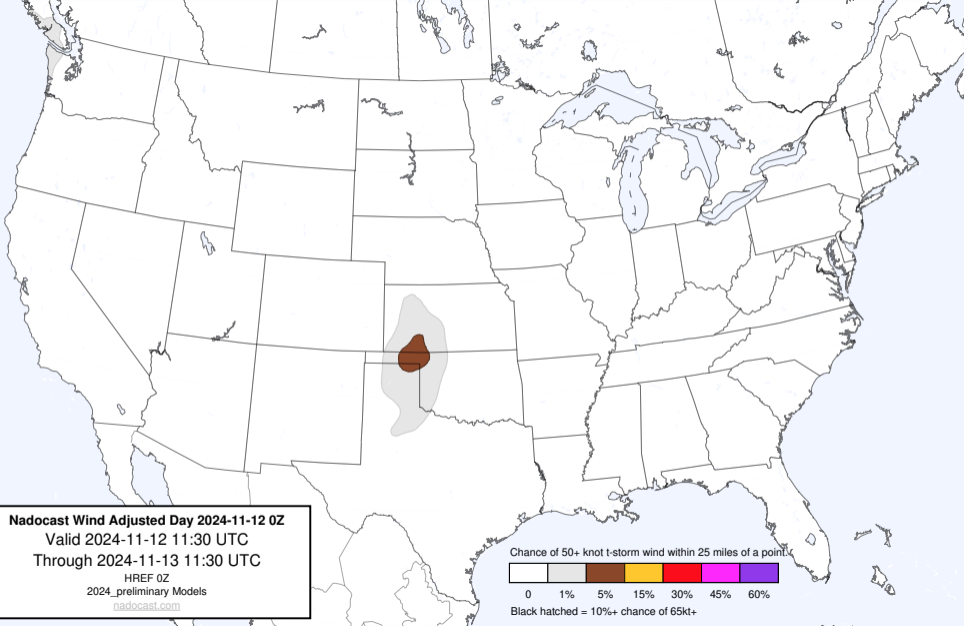 Nadocast Wind Adjusted Day 2024-11-12 0Z
Valid 2024-11-12 11:30 UTC
Through 2024-11-13 11:30 UTC
HREF 0Z
2024_preliminary Models
nadocast.com
Chance of 50+ knot t-storm wind within 25 miles of a point.
0 1% 5% 15% 30% 45% 60%
Black hatched = 10%+ chance of 65kt+